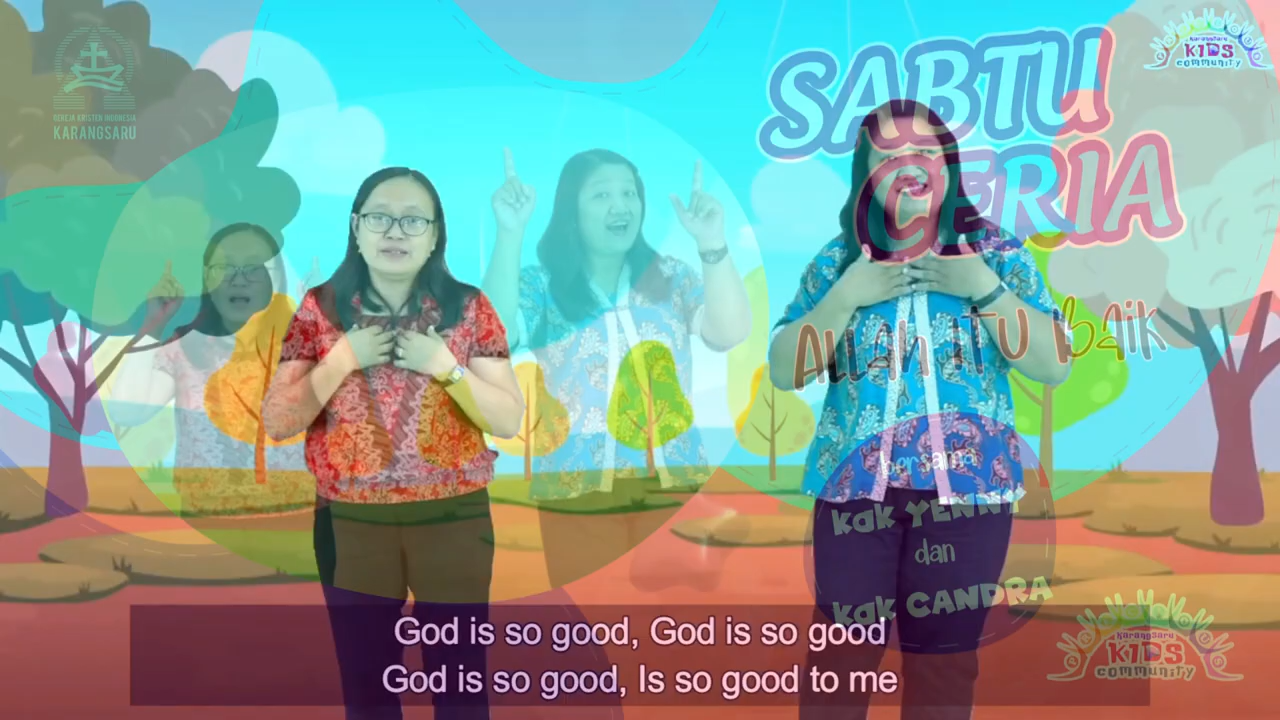 GEREJA KRISTEN INDONESIA
KARANGSARU
KarangSaru
KIDS
community
SABTU
CERIA
ALLAH ITU BAIK
bersama
kak YENNY
dan
kak CANDRA
God is so good, God is so good
God is so good, Is so good to me
KarangSaru
KIDS
community